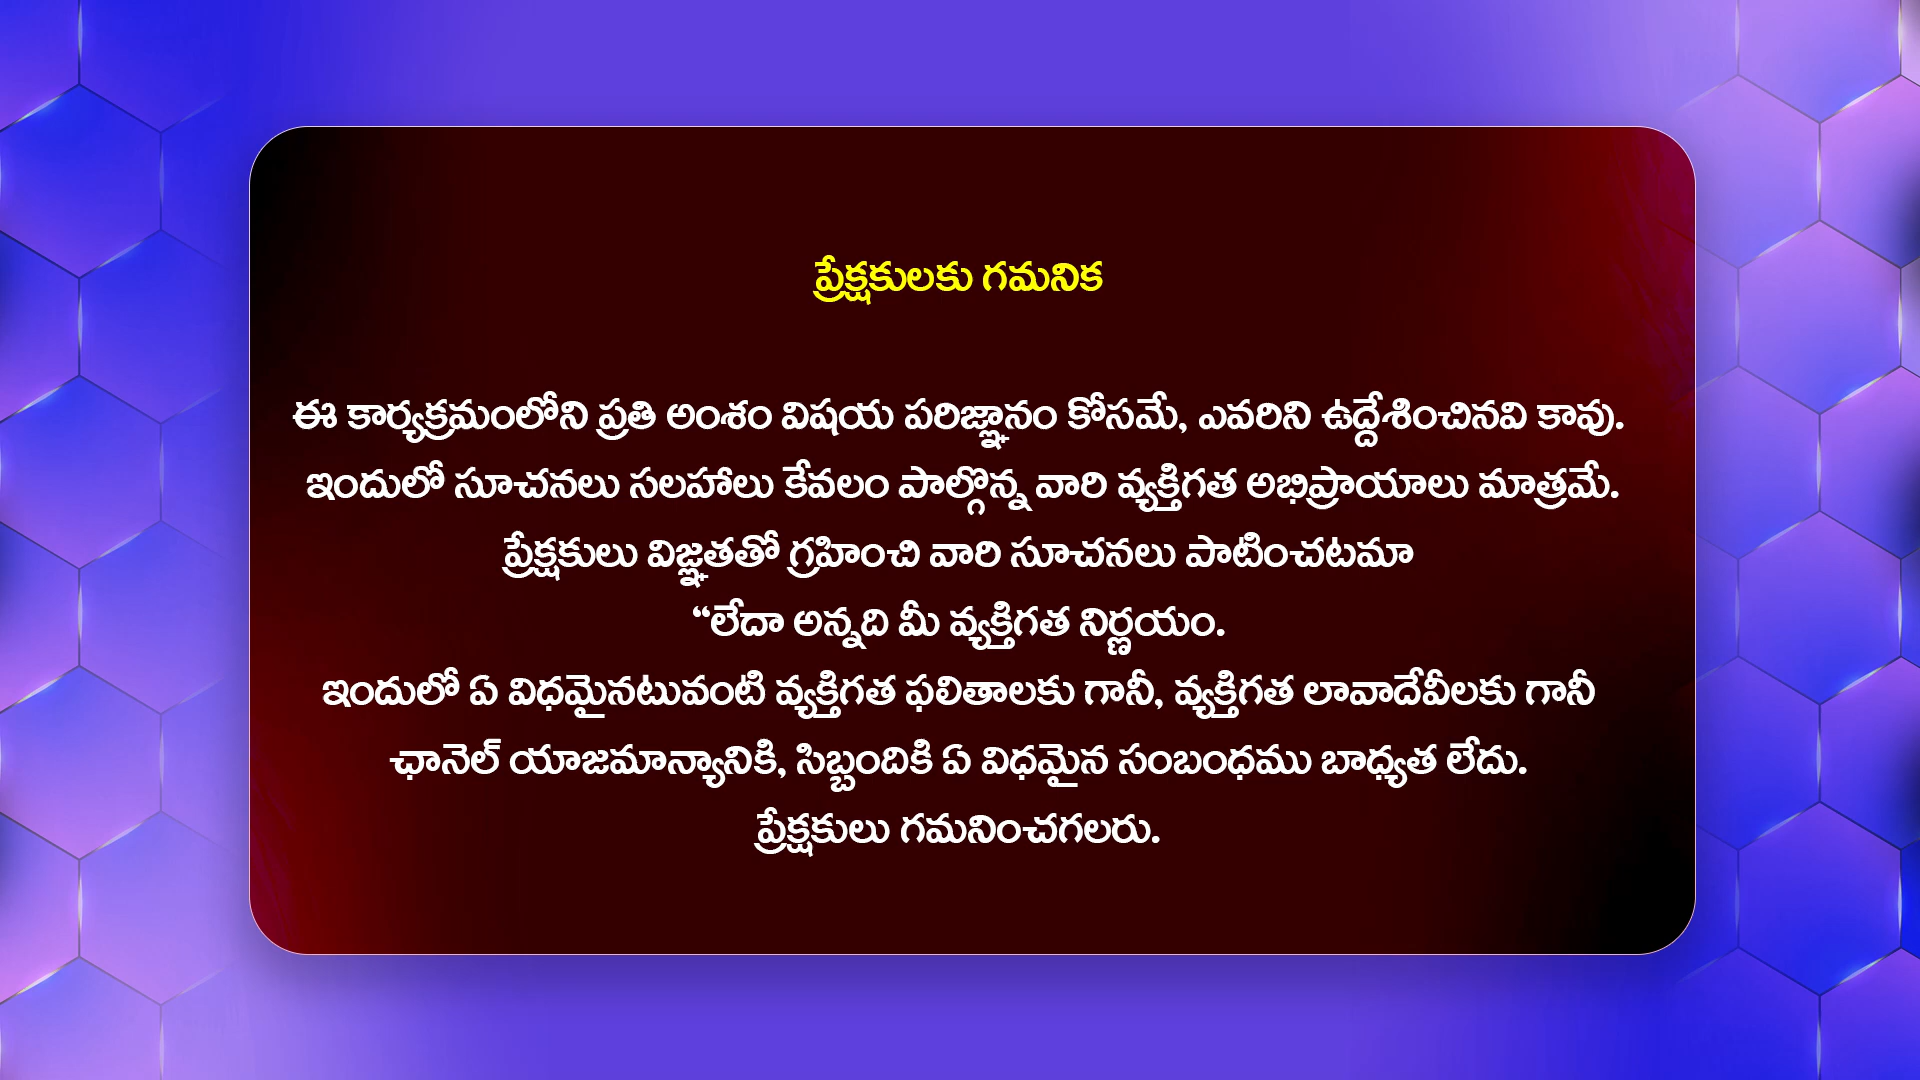 ప్రేక్షకులకు గమనిక
ఈ కార్యక్రమంలోని ప్రతి అంశం విషయ పరిజ్ఞానం కోసమే, ఎవరిని ఉద్దేశించినవి కావు.
ఇందులో సూచనలు సలహాలు కేవలం పాల్గొన్న వారి వ్యక్తిగత అభిప్రాయాలు మాత్రమే.
ప్రేక్షకులు విజ్ఞతతో గ్రహించి వారి సూచనలు పాటించటమా
“లేదా అన్నది మీ వ్యక్తిగత నిర్ణయం.
ఇందులో ఏ విధమైనటువంటి వ్యక్తిగత ఫలితాలకు గానీ, వ్యక్తిగత లావాదేవీలకు గానీ
ఛానెల్ యాజమాన్యానికి, సిబ్బందికి ఏ విధమైన సంబంధము బాధ్యత లేదు.
ప్రేక్షకులు గమనించగలరు.